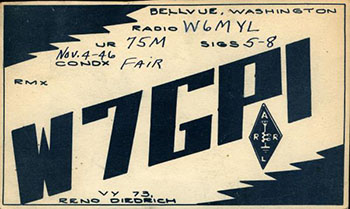 BELLVUE, WASHINGTON
RADIO W6MYL
UR 75M SIGS 5-8
NOV. 4-46
CONDX FAIR
RMX
W7GPI
A
R R
L
VY 73,
RENO DIEDRICH